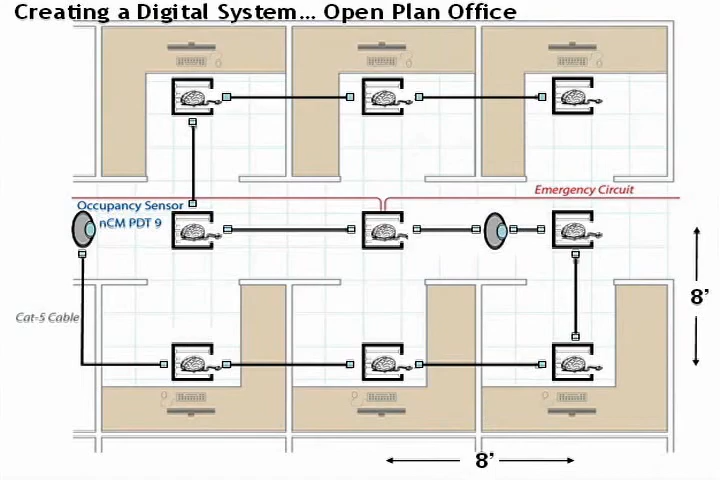 Creating a Digital System... Open Plan Office
Emergency Circuit
Occupancy Sensor
nCM PDT 9
8’
Cat-5 Cable
8’